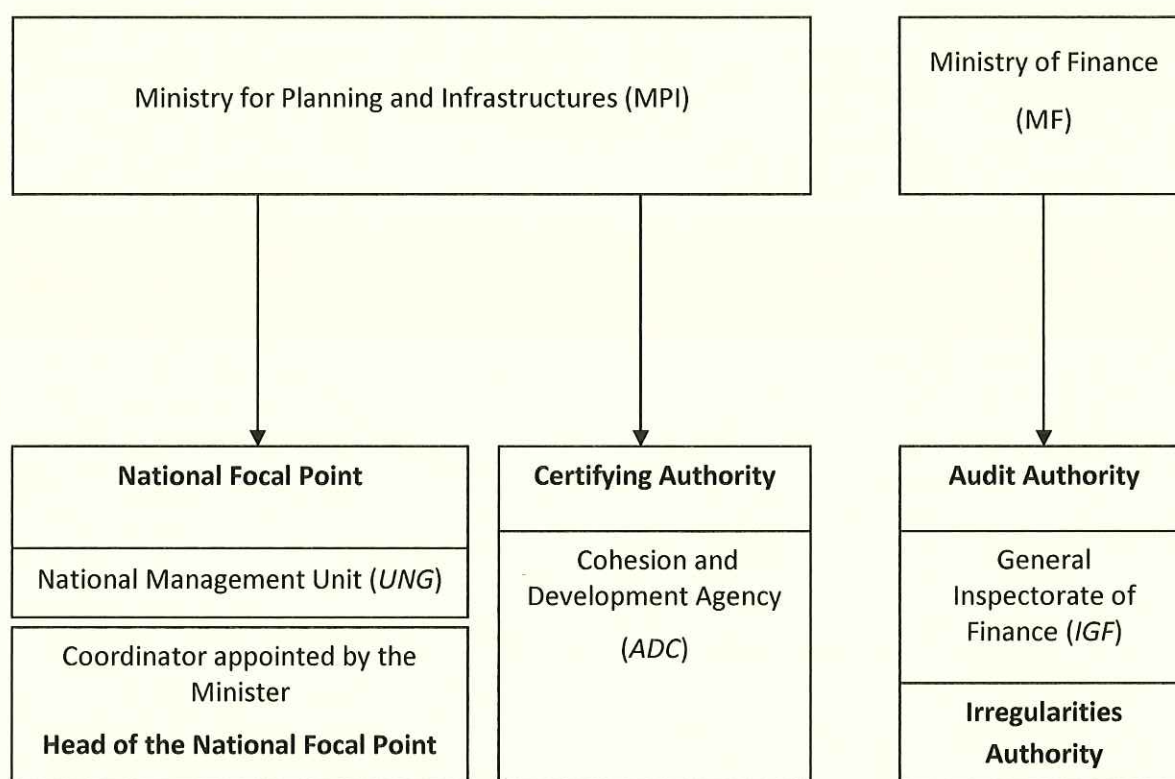 Ministry for Planning and Infrastructures (MPI)
Ministry of Finance
(MF)
National Focal Point
National Management Unit (UNG)
Coordinator appointed by the
Minister
Head of the National Focal Point
Certifying Authority
Cohesion and
Development Agency
(ADC)
Audit Authority
General
Inspectorate of
Finance (IGF)
Irregularities
Authority